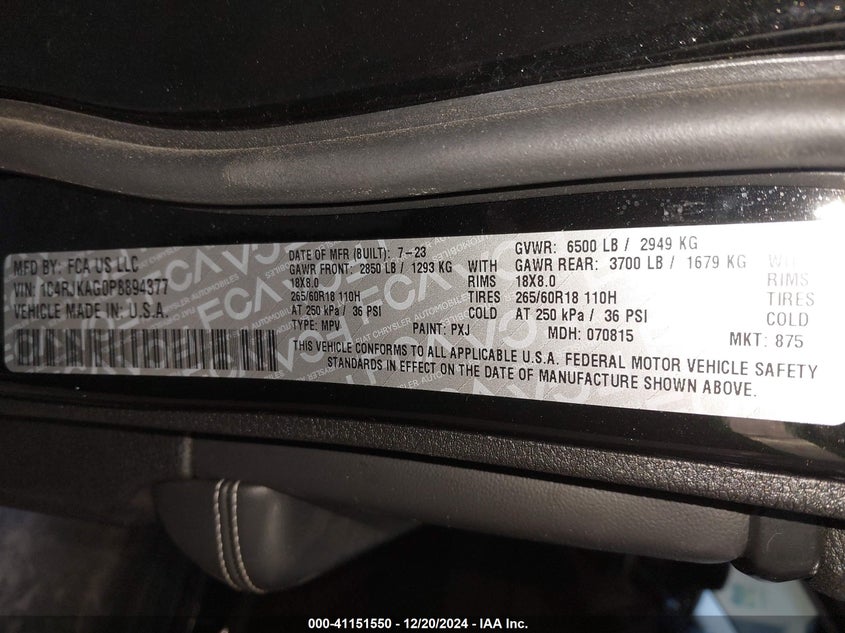 MFD BY: FCA US LLC
VIN: 1C4RJKAG0P8894377
VEHICLE MADE IN: U.S.A.
DATE OF MFR (BUILT): 7-23
GVWR: 6500 LB / 2949 KG
GAWR FRONT: 2850 LB / 1293 KG WITH GAWR REAR: 3700 LB / 1679 KG WITH
18X8.0 RIMS 18X8.0 RIMS
265/60R18 110H TIRES 265/60R18 110H TIRES
AT 250 kPa / 36 PSI COLD AT 250 kPa / 36 PSI COLD
TYPE: MPV PAINT: PXJ MDH: 070815 MKT: 875
THIS VEHICLE CONFORMS TO ALL APPLICABLE U.S.A. FEDERAL MOTOR VEHICLE SAFETY
STANDARDS IN EFFECT ON THE DATE OF MANUFACTURE SHOWN ABOVE.
000-41151550 - 12/20/2024 - IAA Inc.